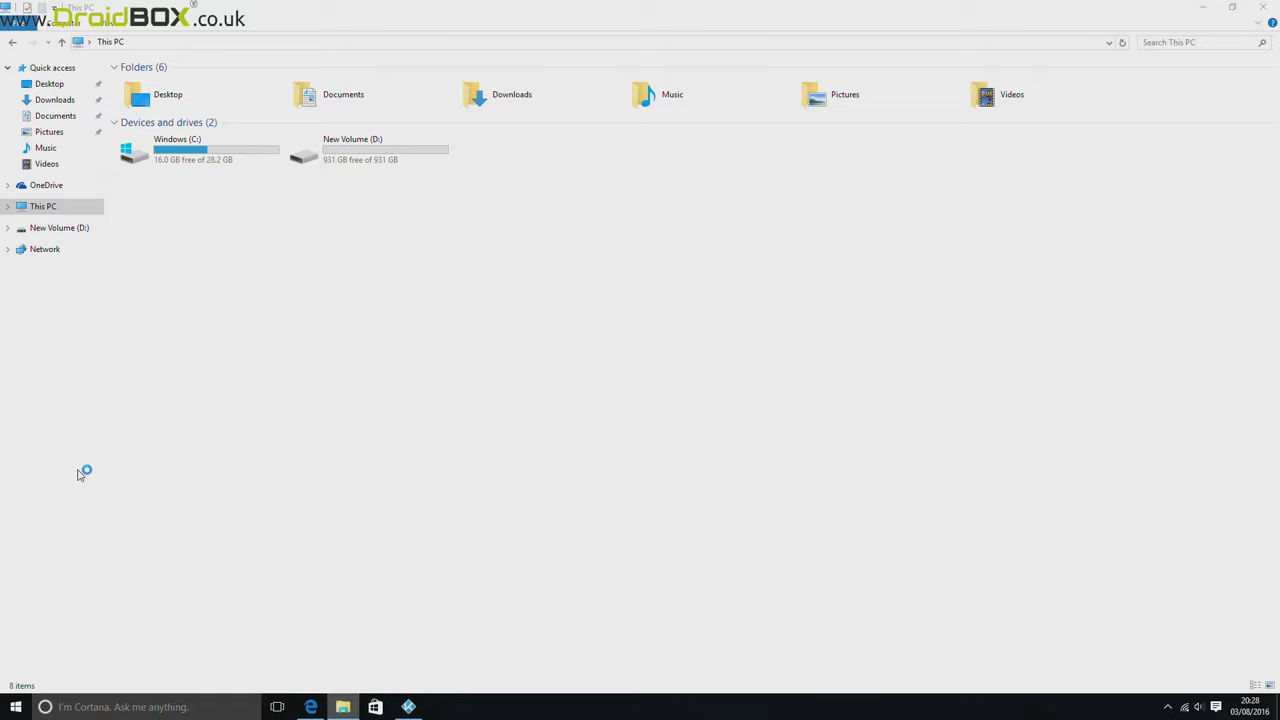 This PC
www.DroidBOX.co.uk
This PC
Search This PC
Quick access
Desktop
Downloads
Documents
Pictures
Music
Videos
OneDrive
This PC
New Volume (D:)
Network
Folders (6)
Desktop
Documents
Downloads
Music
Pictures
Videos
Devices and drives (2)
Windows (C:)
16.0 GB free of 28.2 GB
New Volume (D:)
931 GB free of 931 GB
8 items
I'm Cortana. Ask me anything.
20:28
03/08/2016